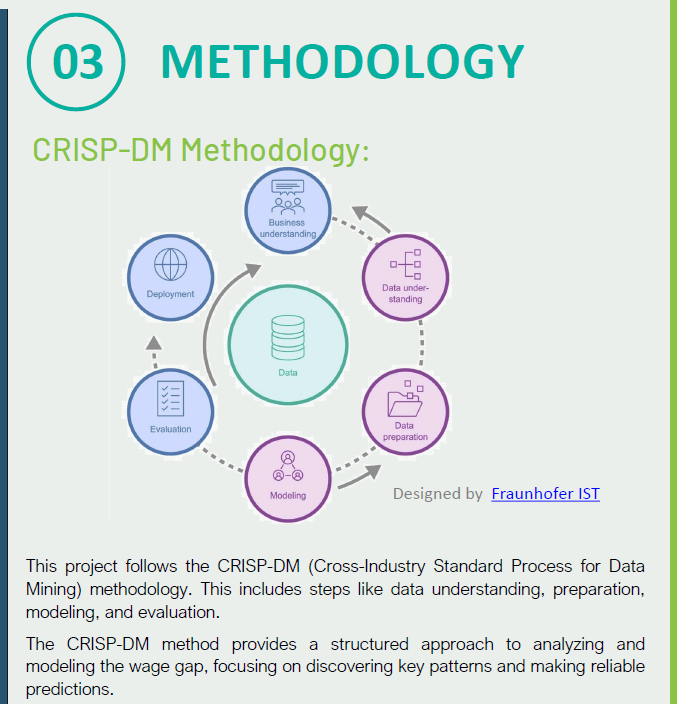 03 METHODOLOGY
CRISP-DM Methodology:
Business
understanding
Data under-
standing
Deployment
Data
Evaluation
Data
preparation
Modeling
Designed by Fraunhofer IST
This project follows the CRISP-DM (Cross-Industry Standard Process for Data
Mining) methodology. This includes steps like data understanding, preparation,
modeling, and evaluation.
The CRISP-DM method provides a structured approach to analyzing and
modeling the wage gap, focusing on discovering key patterns and making reliable
predictions.